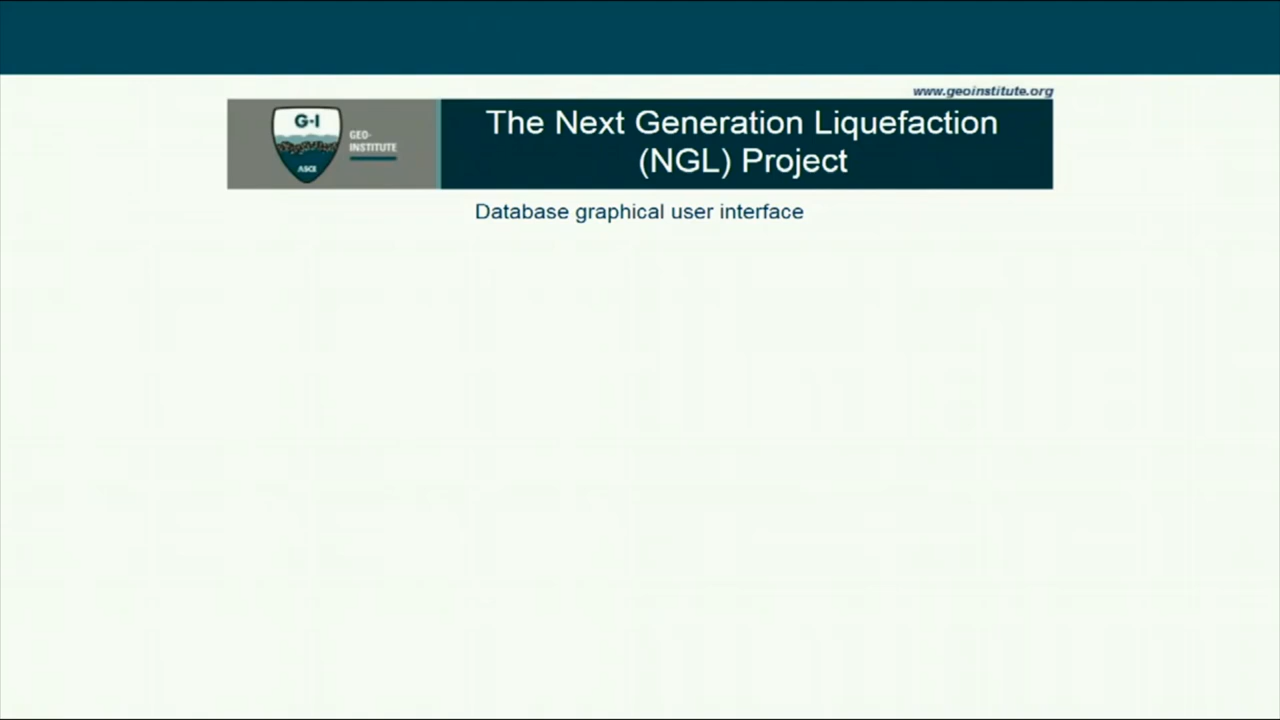 www.geoinstitute.org
G-I
GEO-
INSTITUTE
ASCE
The Next Generation Liquefaction
(NGL) Project
Database graphical user interface